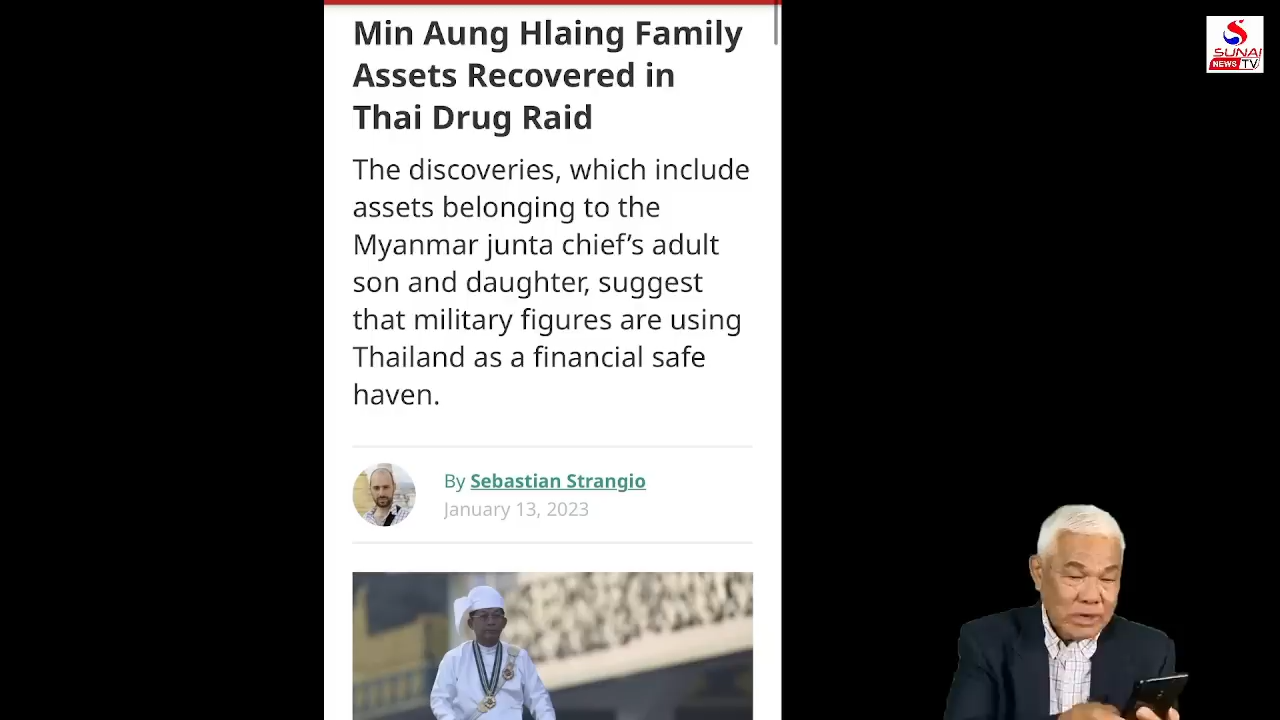 Min Aung Hlaing Family
Assets Recovered in
Thai Drug Raid
The discoveries, which include
assets belonging to the
Myanmar junta chief's adult
son and daughter, suggest
that military figures are using
Thailand as a financial safe
haven.
By Sebastian Strangio
January 13, 2023
SUNAI
NEWS TV